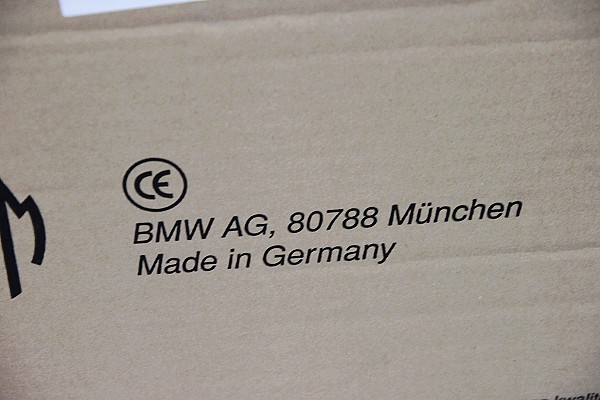 CE
BMW AG, 80788 München
Made in Germany